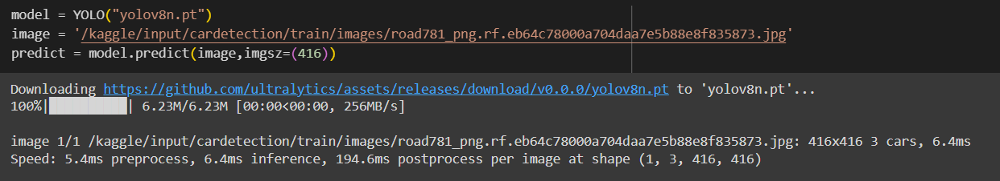 model = YOLO("yolov8n.pt")
image = '/kaggle/input/cardetection/train/images/road781_png.rf.eb64c78000a704daa7e5b88e8f835873.jpg'
predict = model.predict(image,imgsz=(416))
Downloading https://github.com/ultralytics/assets/releases/download/v0.0.0/yolov8n.pt to 'yolov8n.pt'...
100%|██████████| 6.23M/6.23M [00:00<00:00, 256MB/s]
image 1/1 /kaggle/input/cardetection/train/images/road781_png.rf.eb64c78000a704daa7e5b88e8f835873.jpg: 416x416 3 cars, 6.4ms
Speed: 5.4ms preprocess, 6.4ms inference, 194.6ms postprocess per image at shape (1, 3, 416, 416)